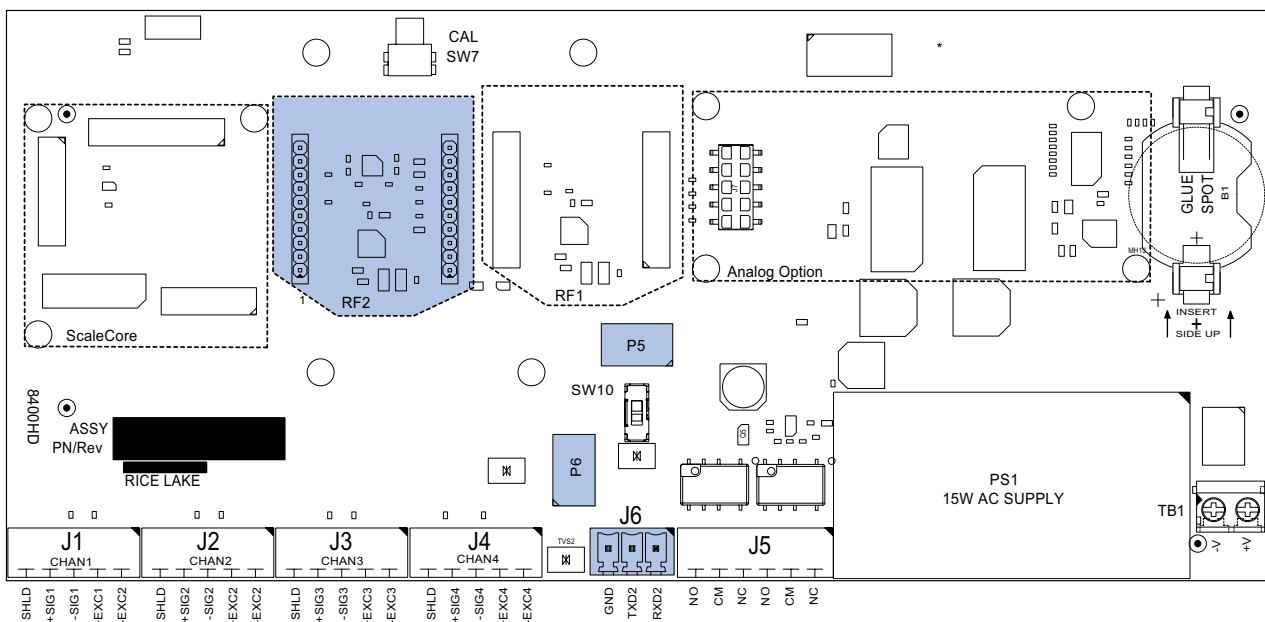 CAL
SW7
*
J7
GLUE
SPOT
B1
+
MH13
1
RF2
RF1
Analog Option
ScaleCore
+
INSERT
+
SIDE UP
P5
SW10
8400HD
ASSY
PN/Rev
RICE LAKE
Q5
P6
PS1
15W AC SUPPLY
TB1
-V
+V
J1
CHAN1
J2
CHAN2
J3
CHAN3
J4
CHAN4
TVS2
J6
J5
SHLD
+SIG1
-SIG1
-EXC1
-EXC2
SHLD
+SIG2
-SIG2
-EXC2
-EXC2
SHLD
+SIG3
-SIG3
-EXC3
-EXC3
SHLD
+SIG4
-SIG4
-EXC4
-EXC4
GND
TXD2
RXD2
NO
CM
NC
NO
CM
NC